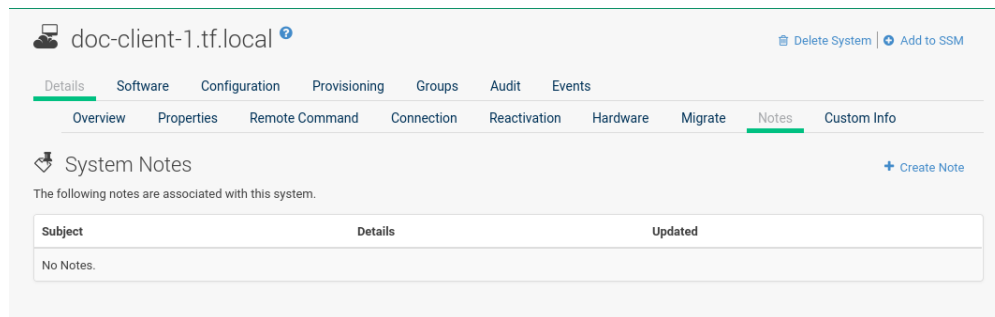 doc-client-1.tf.local ?
Delete System | Add to SSM
Details Software Configuration Provisioning Groups Audit Events
Overview Properties Remote Command Connection Reactivation Hardware Migrate Notes Custom Info
System Notes
+ Create Note
The following notes are associated with this system.
Subject Details Updated
No Notes.